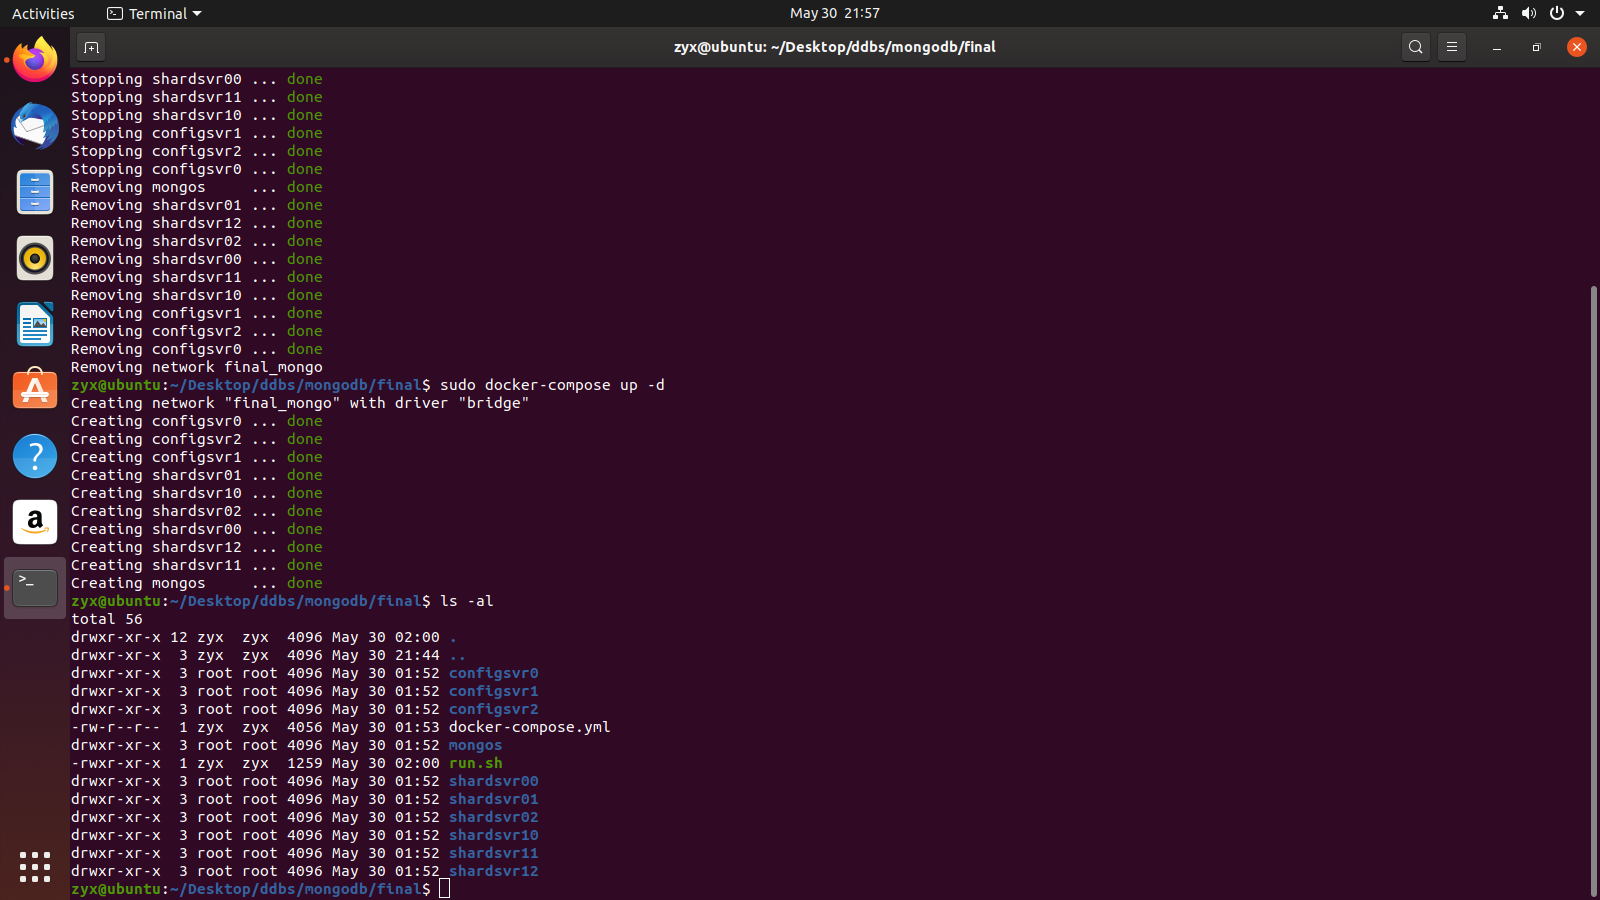 Activities Terminal May 30 21:57
zyx@ubuntu: ~/Desktop/ddbs/mongodb/final
Stopping shardsvr00 ... done
Stopping shardsvr11 ... done
Stopping shardsvr10 ... done
Stopping configsvr1 ... done
Stopping configsvr2 ... done
Stopping configsvr0 ... done
Removing mongos     ... done
Removing shardsvr01 ... done
Removing shardsvr12 ... done
Removing shardsvr02 ... done
Removing shardsvr00 ... done
Removing shardsvr11 ... done
Removing shardsvr10 ... done
Removing configsvr1 ... done
Removing configsvr2 ... done
Removing configsvr0 ... done
Removing network final_mongo
zyx@ubuntu:~/Desktop/ddbs/mongodb/final$ sudo docker-compose up -d
Creating network "final_mongo" with driver "bridge"
Creating configsvr0 ... done
Creating configsvr2 ... done
Creating configsvr1 ... done
Creating shardsvr01 ... done
Creating shardsvr10 ... done
Creating shardsvr02 ... done
Creating shardsvr00 ... done
Creating shardsvr12 ... done
Creating shardsvr11 ... done
Creating mongos     ... done
zyx@ubuntu:~/Desktop/ddbs/mongodb/final$ ls -al
total 56
drwxr-xr-x 12 zyx  zyx  4096 May 30 02:00 .
drwxr-xr-x  3 zyx  zyx  4096 May 30 21:44 ..
drwxr-xr-x  3 root root 4096 May 30 01:52 configsvr0
drwxr-xr-x  3 root root 4096 May 30 01:52 configsvr1
drwxr-xr-x  3 root root 4096 May 30 01:52 configsvr2
-rw-r--r--  1 zyx  zyx  4056 May 30 01:53 docker-compose.yml
drwxr-xr-x  3 root root 4096 May 30 01:52 mongos
-rwxr-xr-x  1 zyx  zyx  1259 May 30 02:00 run.sh
drwxr-xr-x  3 root root 4096 May 30 01:52 shardsvr00
drwxr-xr-x  3 root root 4096 May 30 01:52 shardsvr01
drwxr-xr-x  3 root root 4096 May 30 01:52 shardsvr02
drwxr-xr-x  3 root root 4096 May 30 01:52 shardsvr10
drwxr-xr-x  3 root root 4096 May 30 01:52 shardsvr11
drwxr-xr-x  3 root root 4096 May 30 01:52 shardsvr12
zyx@ubuntu:~/Desktop/ddbs/mongodb/final$